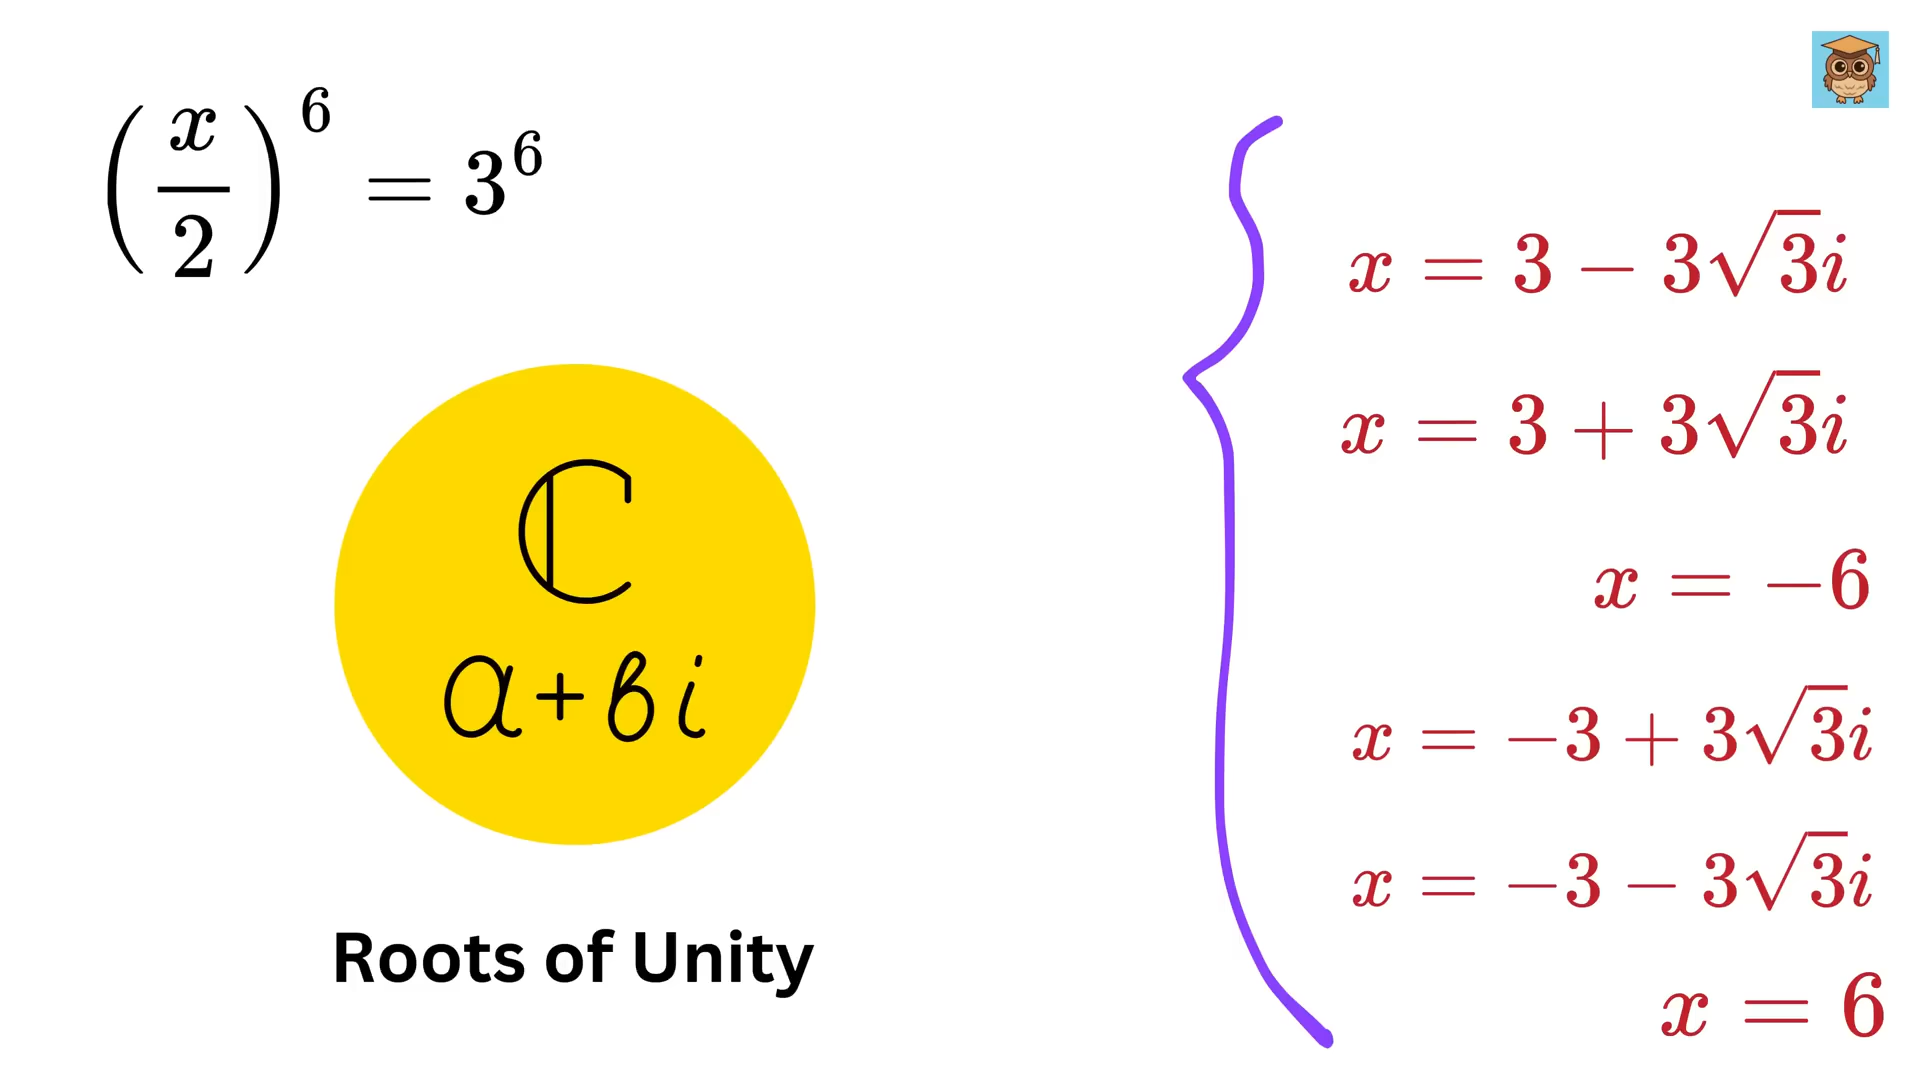 (x/2)^6 = 3^6
ℂ
a+bi
Roots of Unity
x = 3 − 3√3i
x = 3 + 3√3i
x = −6
x = −3 + 3√3i
x = −3 − 3√3i
x = 6